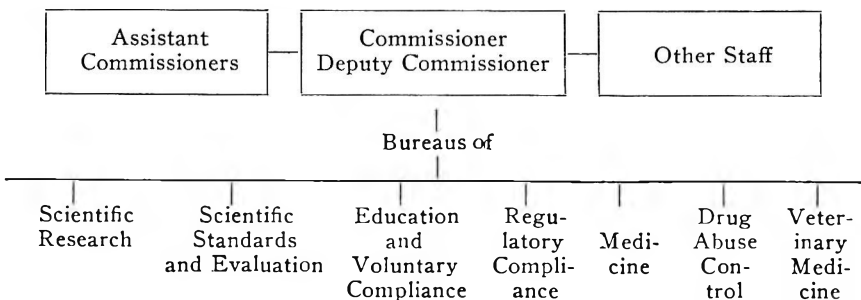 Assistant
Commissioners
Commissioner
Deputy Commissioner
Other Staff
Bureaus of
Scientific
Research
Scientific
Standards
and Evaluation
Education
and
Voluntary
Compliance
Regu-
latory
Compli-
ance
Medi-
cine
Drug
Abuse
Con-
trol
Veter-
inary
Medi-
cine